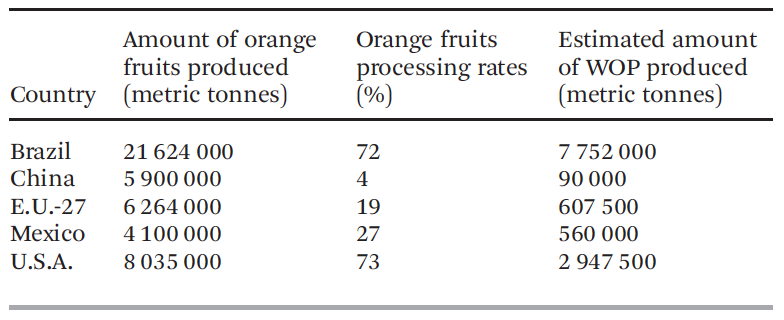 Country Amount of orange fruits produced (metric tonnes) Orange fruits processing rates (%) Estimated amount of WOP produced (metric tonnes)
Brazil 21 624 000 72 7 752 000
China 5 900 000 4 90 000
E.U.-27 6 264 000 19 607 500
Mexico 4 100 000 27 560 000
U.S.A. 8 035 000 73 2 947 500